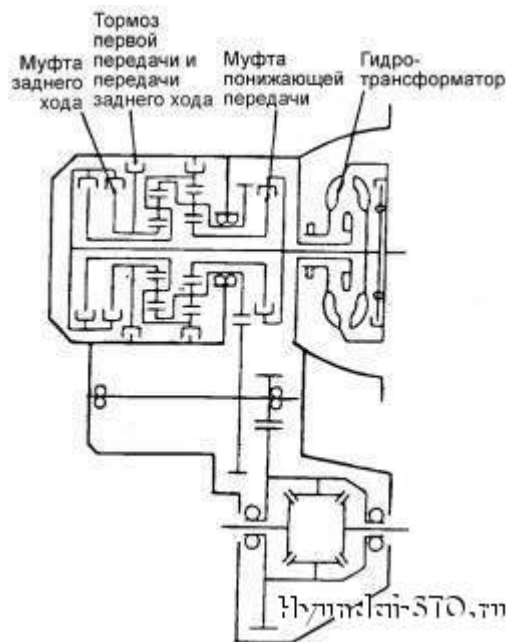 Муфта
заднего
хода
Тормоз
первой
передачи и
передачи
заднего хода
Муфта
понижающей
передачи
Гидро-
трансформатор
Hyundai-STO.ru